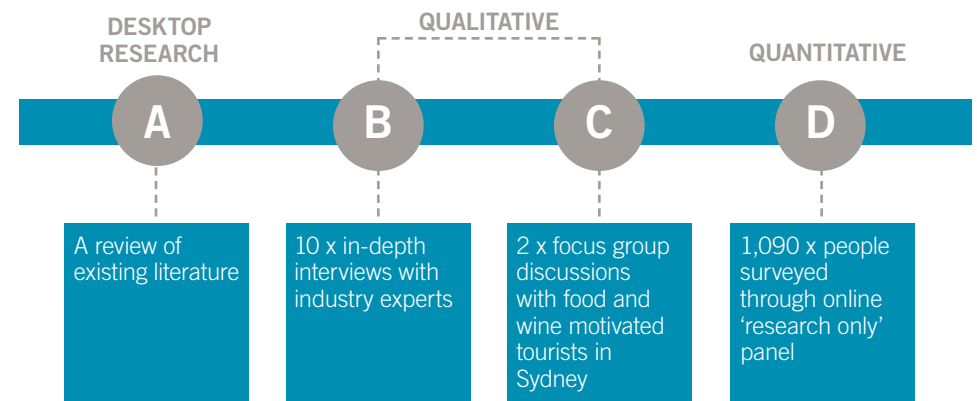 DESKTOP
RESEARCH
QUALITATIVE
QUANTITATIVE
A
B
C
D
A review of
existing literature
10 x in-depth
interviews with
industry experts
2 x focus group
discussions
with food and
wine motivated
tourists in
Sydney
1,090 x people
surveyed
through online
‘research only’
panel